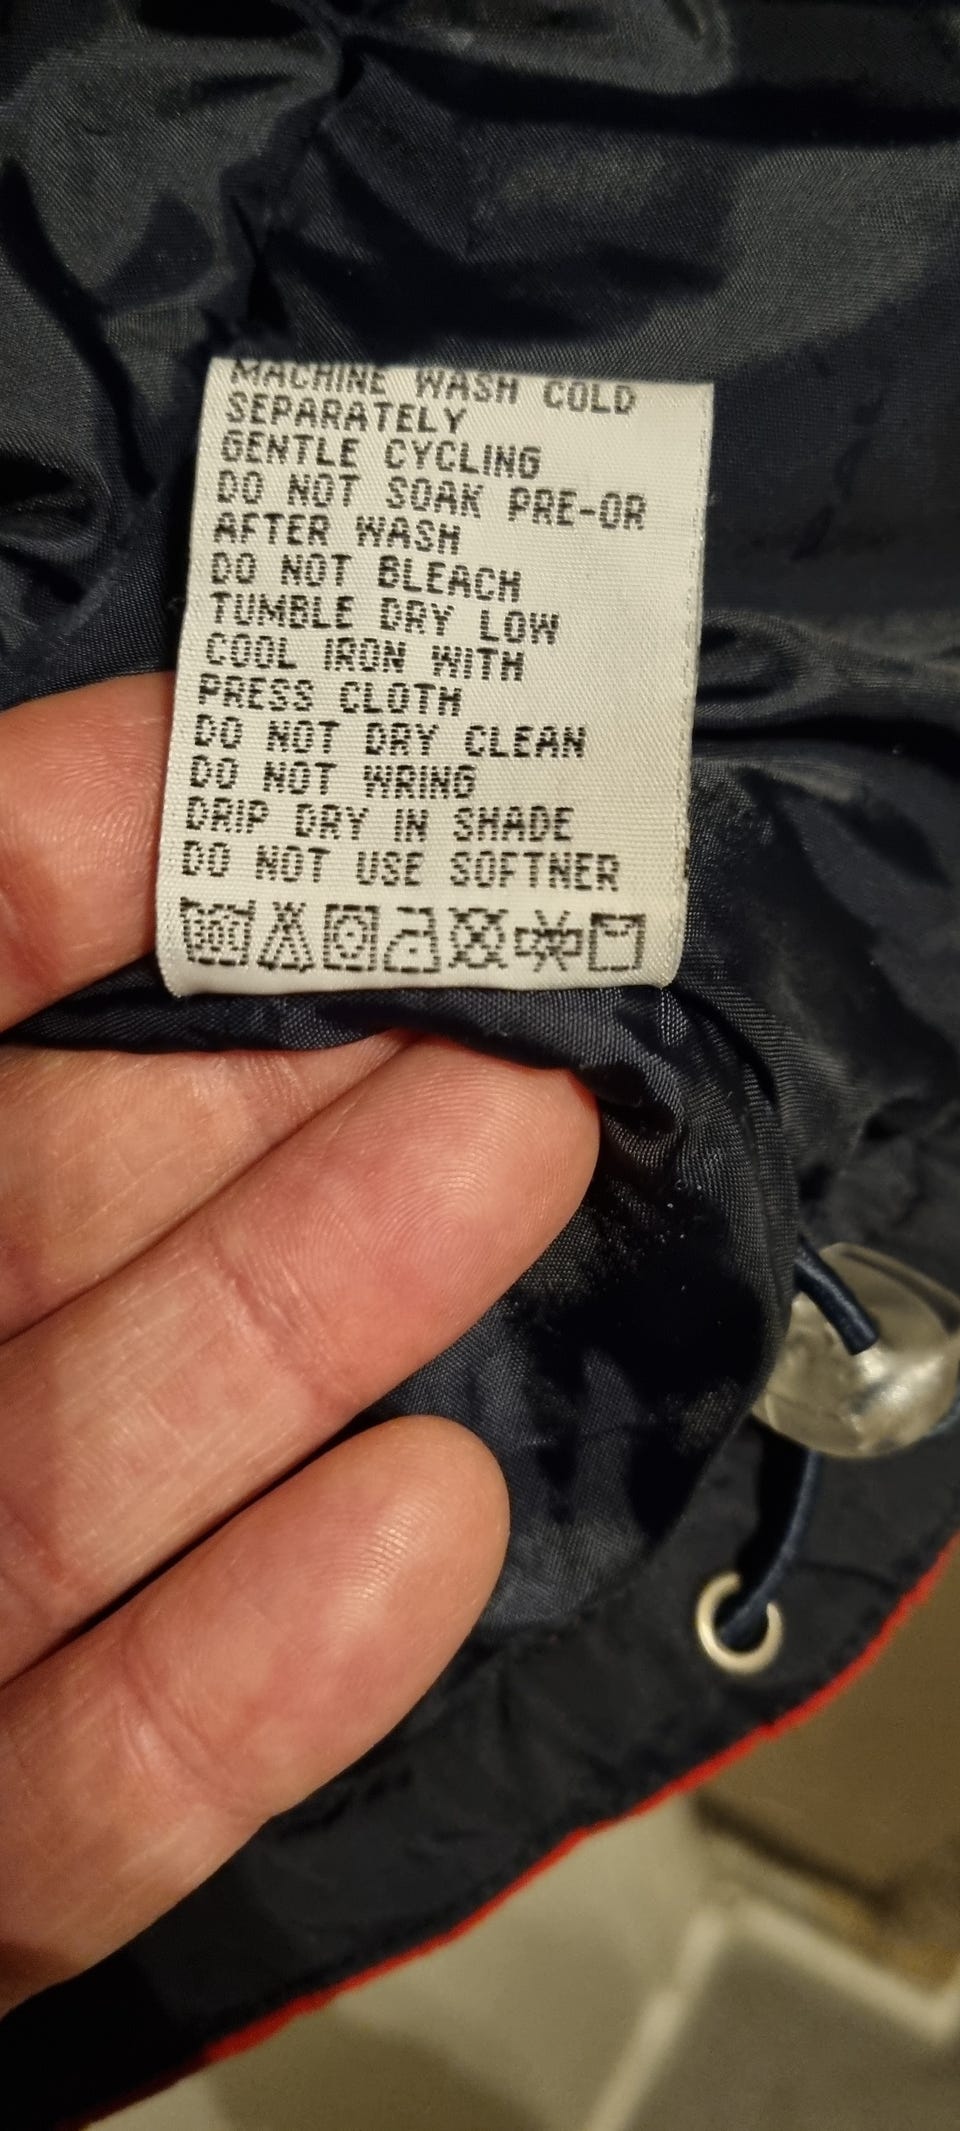 MACHINE WASH COLD
SEPARATELY
GENTLE CYCLING
DO NOT SOAK PRE-OR
AFTER WASH
DO NOT BLEACH
TUMBLE DRY LOW
COOL IRON WITH
PRESS CLOTH
DO NOT DRY CLEAN
DO NOT WRING
DRIP DRY IN SHADE
DO NOT USE SOFTNER